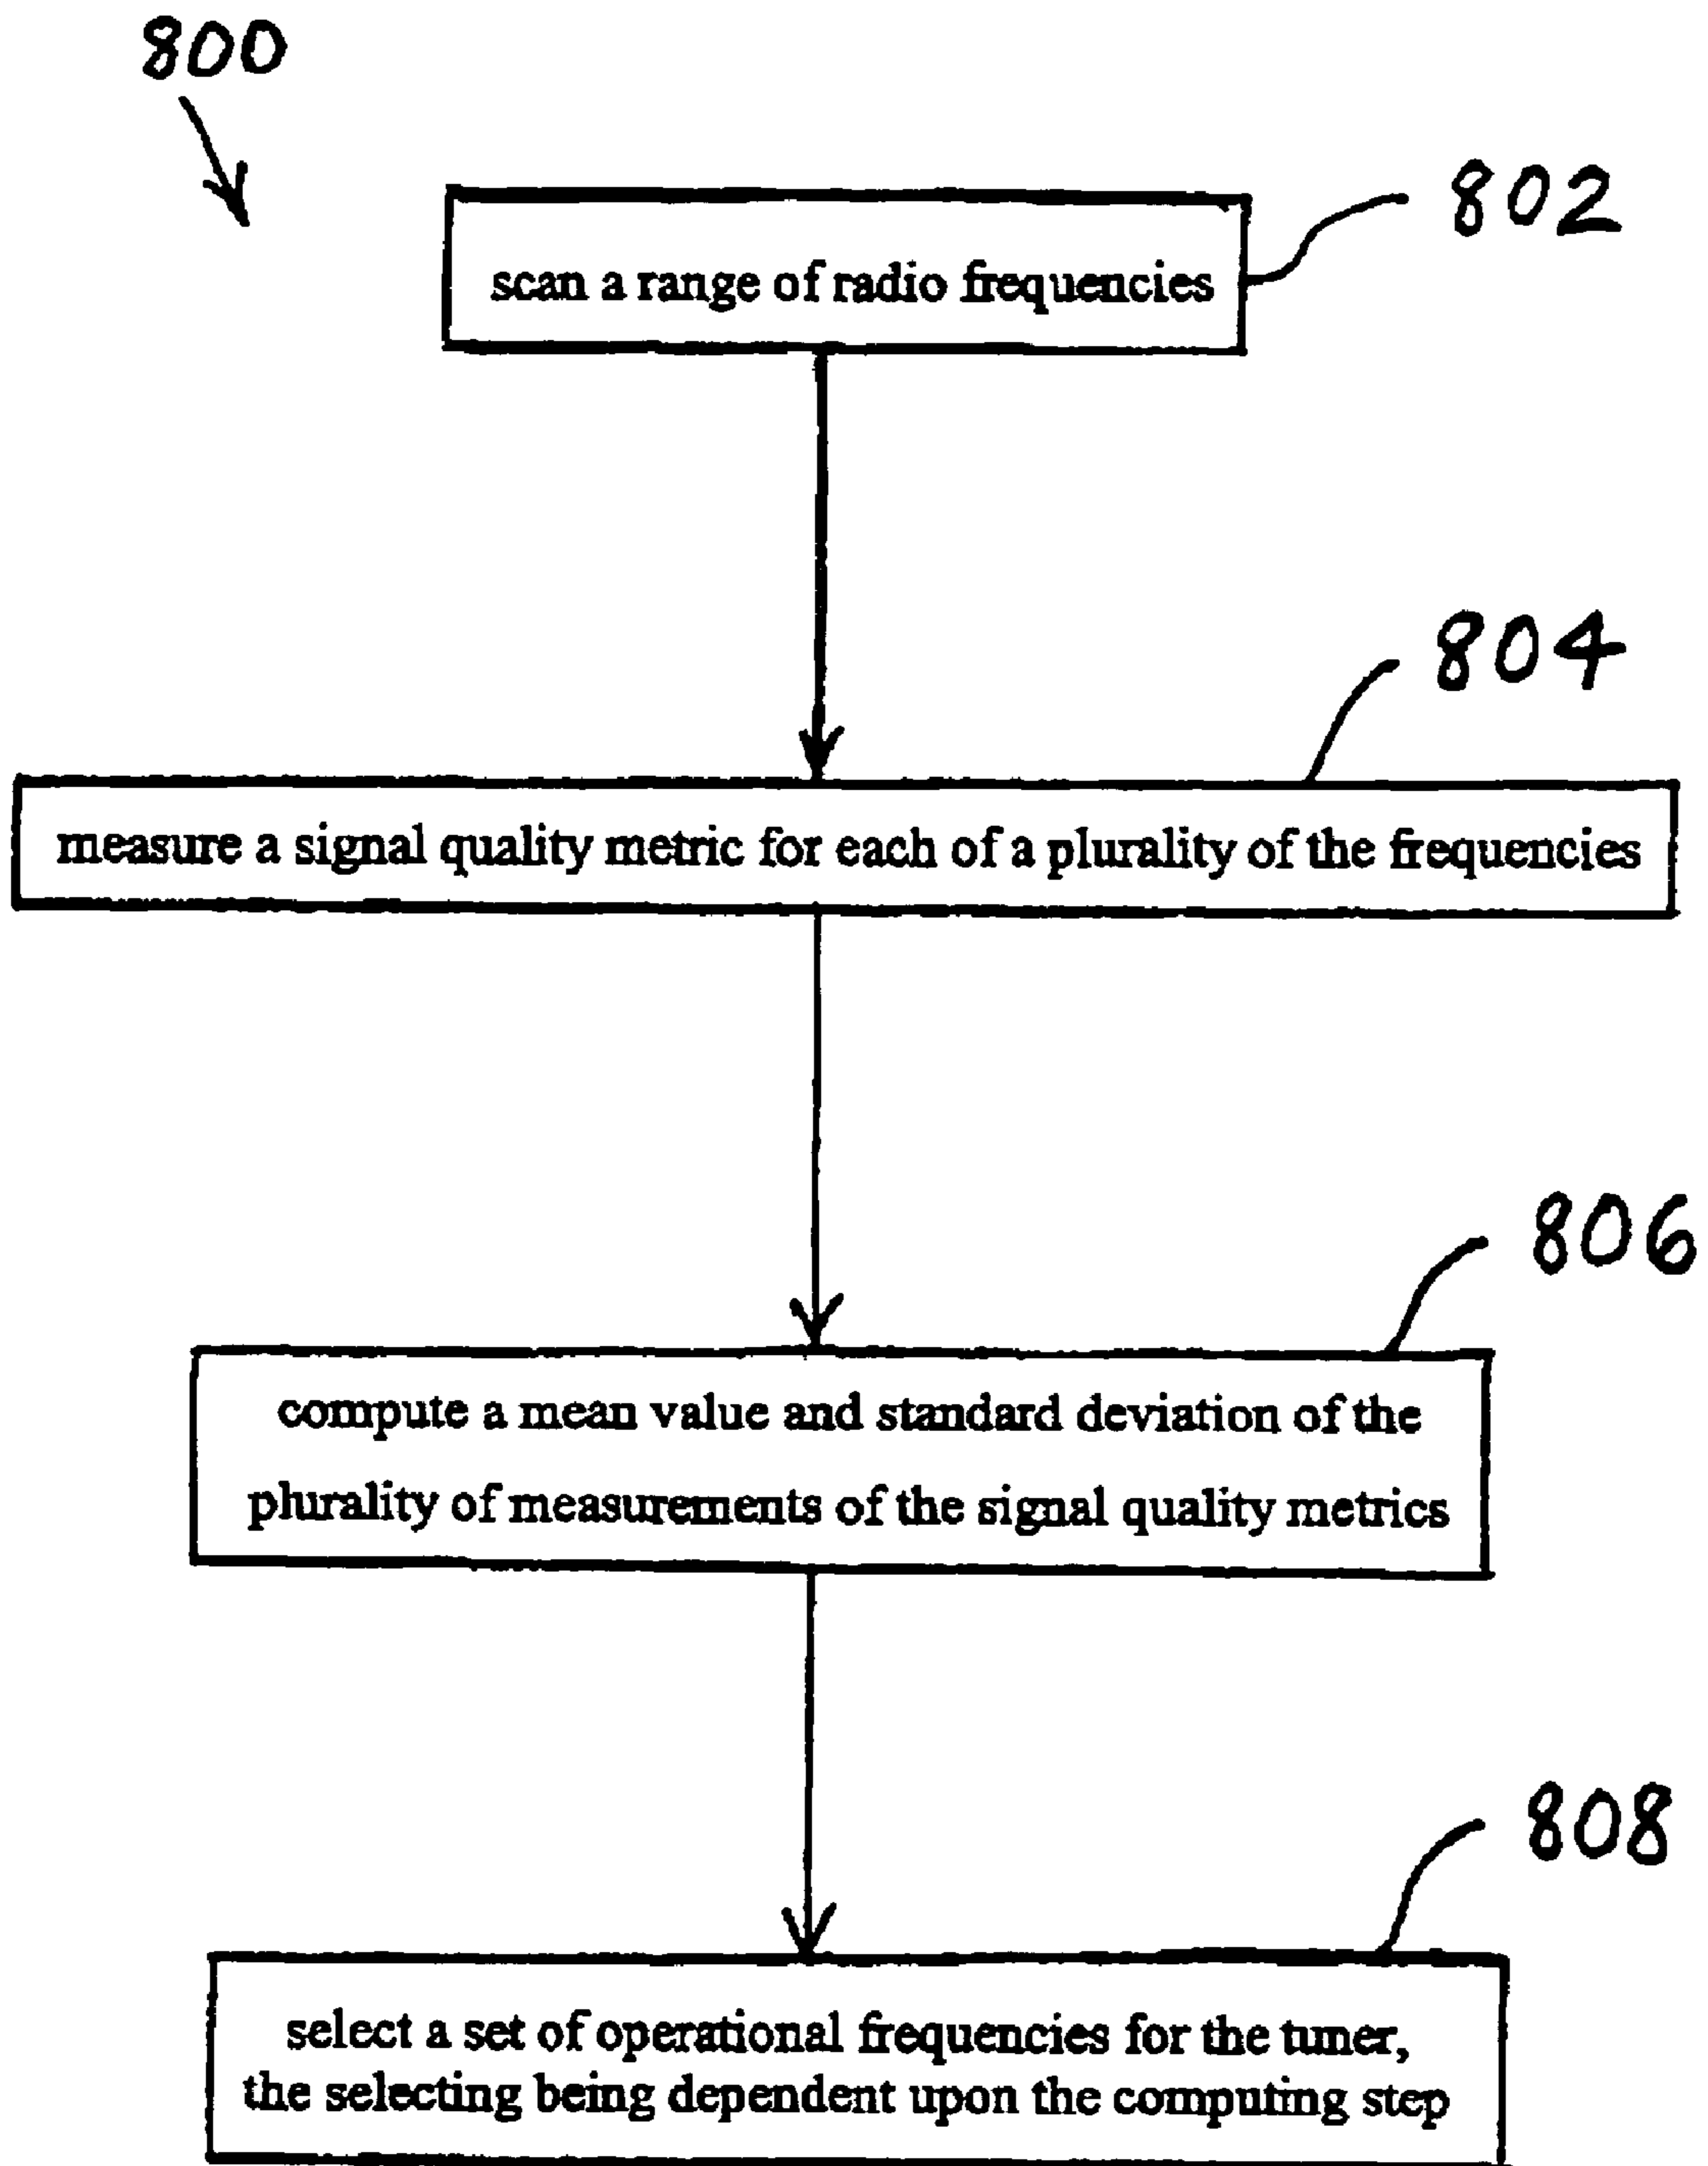 800
802
scan a range of radio frequencies
804
measure a signal quality metric for each of a plurality of the frequencies
806
compute a mean value and standard deviation of the
plurality of measurements of the signal quality metrics
808
select a set of operational frequencies for the tuner,
the selecting being dependent upon the computing step